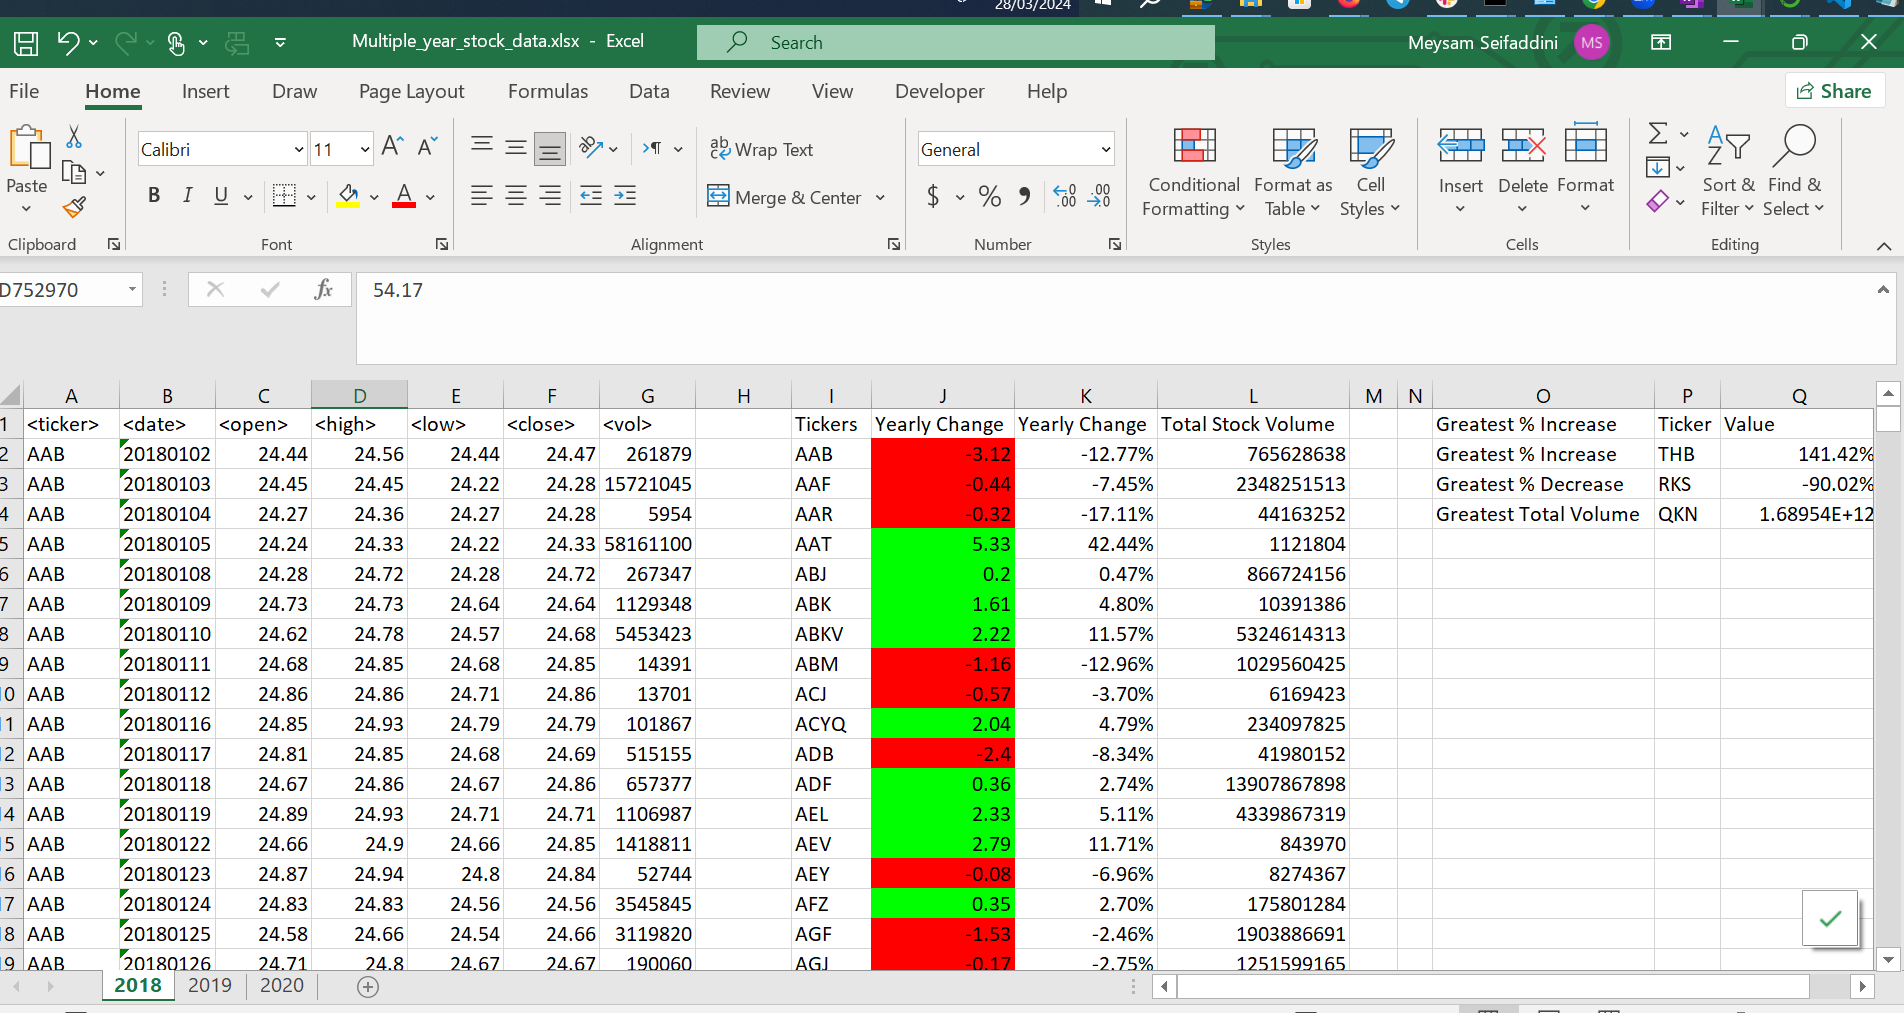 28/03/2024
Multiple_year_stock_data.xlsx - Excel
Search
Meysam Seifaddini MS
File Home Insert Draw Page Layout Formulas Data Review View Developer Help Share
Calibri 11 Wrap Text General
Paste B I U Merge & Center $ % Conditional Formatting Format as Table Cell Styles Insert Delete Format Sort & Filter Find & Select
Clipboard Font Alignment Number Styles Cells Editing
D752970 fx 54.17
A B C D E F G H I J K L M N O P Q
1 <ticker> <date> <open> <high> <low> <close> <vol> Tickers Yearly Change Yearly Change Total Stock Volume Greatest % Increase Ticker Value
2 AAB 20180102 24.44 24.56 24.44 24.47 261879 AAB -3.12 -12.77% 765628638 Greatest % Increase THB 141.42%
3 AAB 20180103 24.45 24.45 24.22 24.28 15721045 AAF -0.44 -7.45% 2348251513 Greatest % Decrease RKS -90.02%
4 AAB 20180104 24.27 24.36 24.27 24.28 5954 AAR -0.32 -17.11% 44163252 Greatest Total Volume QKN 1.68954E+12
5 AAB 20180105 24.24 24.33 24.22 24.33 58161100 AAT 5.33 42.44% 1121804
6 AAB 20180108 24.28 24.72 24.28 24.72 267347 ABJ 0.2 0.47% 866724156
7 AAB 20180109 24.73 24.73 24.64 24.64 1129348 ABK 1.61 4.80% 10391386
8 AAB 20180110 24.62 24.78 24.57 24.68 5453423 ABKV 2.22 11.57% 5324614313
9 AAB 20180111 24.68 24.85 24.68 24.85 14391 ABM -1.16 -12.96% 1029560425
10 AAB 20180112 24.86 24.86 24.71 24.86 13701 ACJ -0.57 -3.70% 6169423
11 AAB 20180116 24.85 24.93 24.79 24.79 101867 ACYQ 2.04 4.79% 234097825
12 AAB 20180117 24.81 24.85 24.68 24.69 515155 ADB -2.4 -8.34% 41980152
13 AAB 20180118 24.67 24.86 24.67 24.86 657377 ADF 0.36 2.74% 13907867898
14 AAB 20180119 24.89 24.93 24.71 24.71 1106987 AEL 2.33 5.11% 4339867319
15 AAB 20180122 24.66 24.9 24.66 24.85 1418811 AEV 2.79 11.71% 843970
16 AAB 20180123 24.87 24.94 24.8 24.84 52744 AEY -0.08 -6.96% 8274367
17 AAB 20180124 24.83 24.83 24.56 24.56 3545845 AFZ 0.35 2.70% 175801284
18 AAB 20180125 24.58 24.66 24.54 24.66 3119820 AGF -1.53 -2.46% 1903886691
19 AAB 20180126 24.71 24.8 24.67 24.67 190060 AGJ -0.17 -2.75% 1251599165
2018 2019 2020